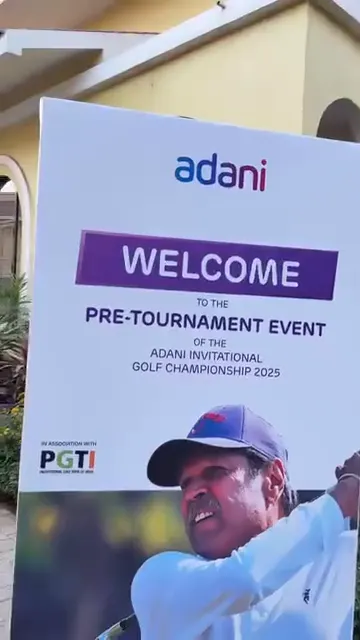 adani
WELCOME
TO THE
PRE-TOURNAMENT EVENT
OF THE
ADANI INVITATIONAL
GOLF CHAMPIONSHIP 2025
IN ASSOCIATION WITH
PGTI